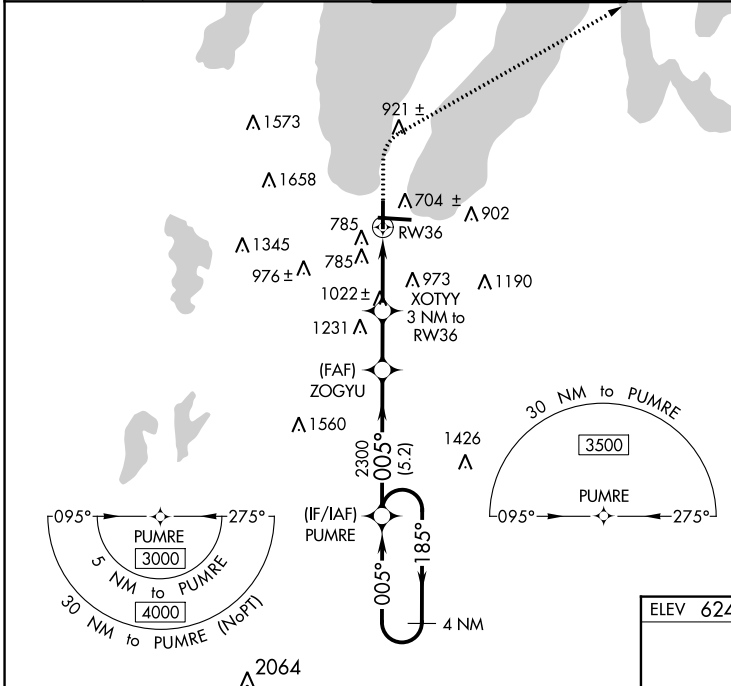 921 ±
1573
1658
704 ±
902
785
RW36
1345
785
976 ±
973
1190
1022 ±
XOTYY
3 NM to
RW36
1231
(FAF)
ZOGYU
30 NM to PUMRE
1560
3500
2300
005°
(5.2)
1426
PUMRE
095°
275°
095°
275°
PUMRE
3000
5 NM to PUMRE
4000
30 NM to PUMRE (NoPT)
(IF/IAF)
PUMRE
185°
005°
4 NM
ELEV 624
2064